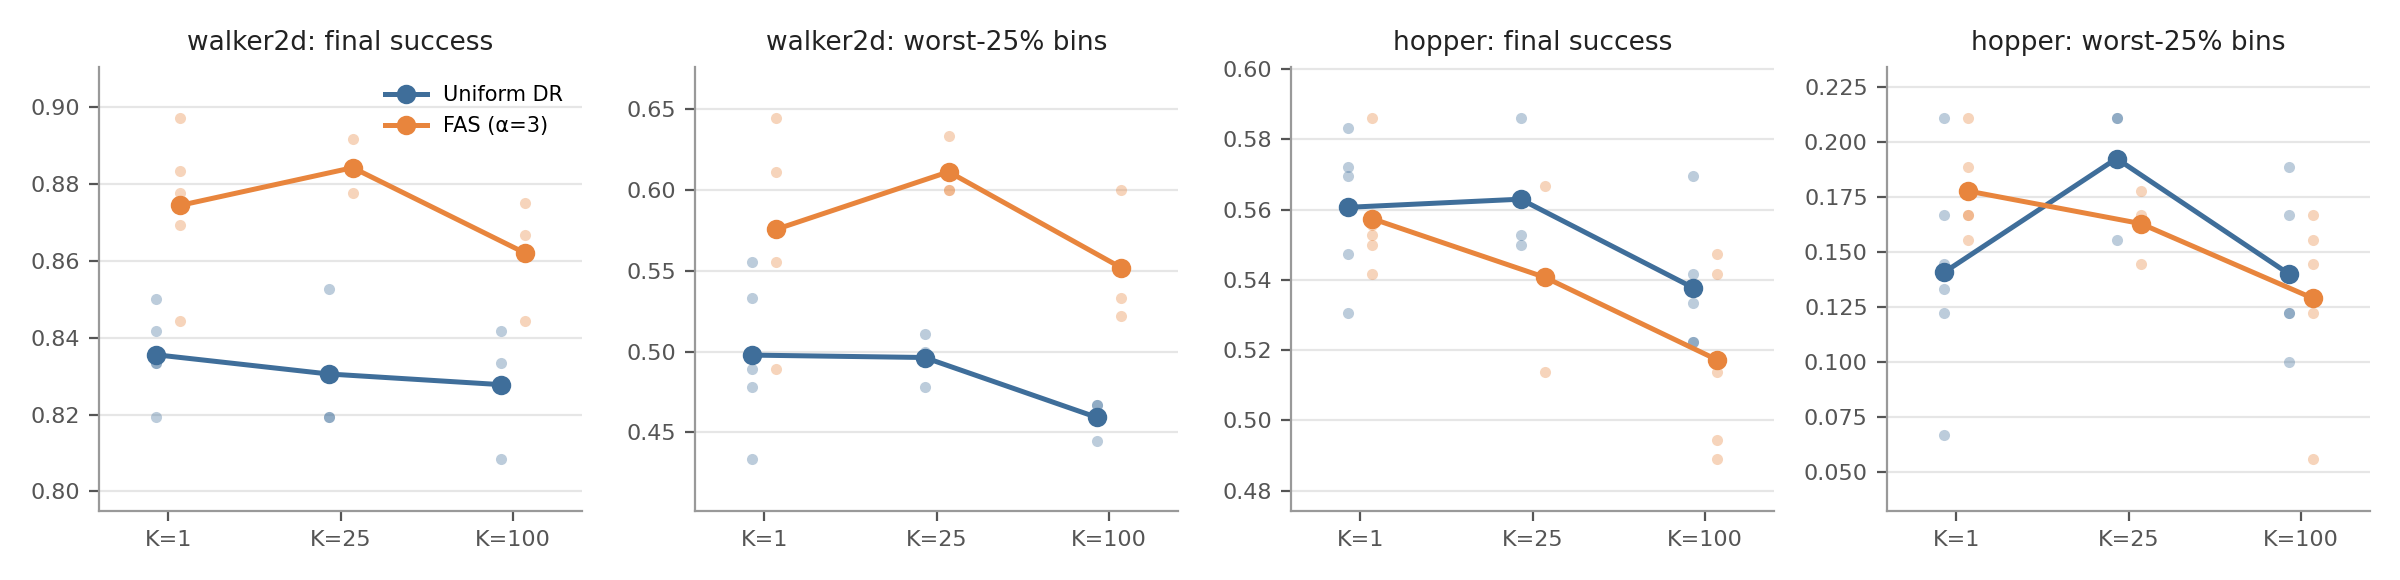 walker2d: final success
0.90
0.88
0.86
0.84
0.82
0.80
K=1
K=25
K=100
Uniform DR
FAS (α=3)
walker2d: worst-25% bins
0.65
0.60
0.55
0.50
0.45
K=1
K=25
K=100
hopper: final success
0.60
0.58
0.56
0.54
0.52
0.50
0.48
K=1
K=25
K=100
hopper: worst-25% bins
0.225
0.200
0.175
0.150
0.125
0.100
0.075
0.050
K=1
K=25
K=100